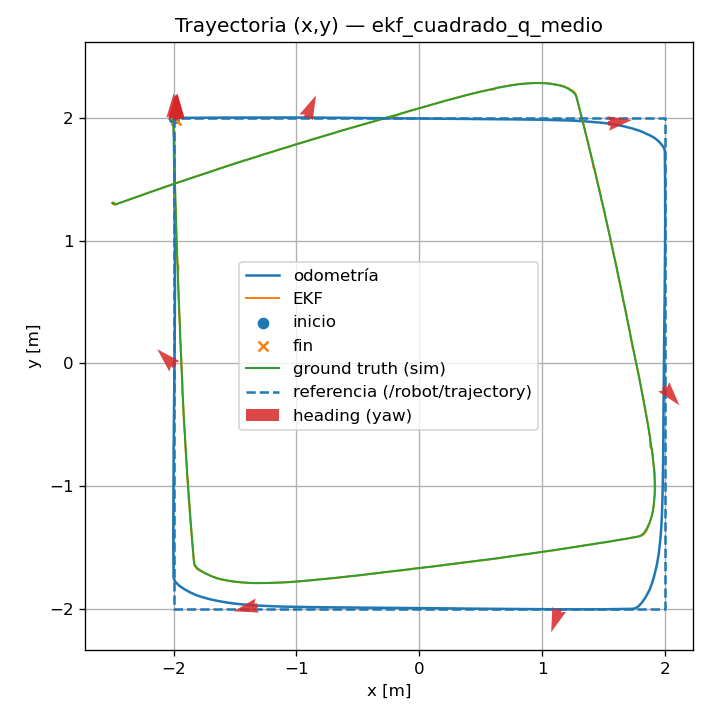 Trayectoria (x,y) — ekf_cuadrado_q_medio
y [m]
2
1
0
−1
−2
odometría
EKF
inicio
fin
ground truth (sim)
referencia (/robot/trajectory)
heading (yaw)
−2
−1
0
1
2
x [m]